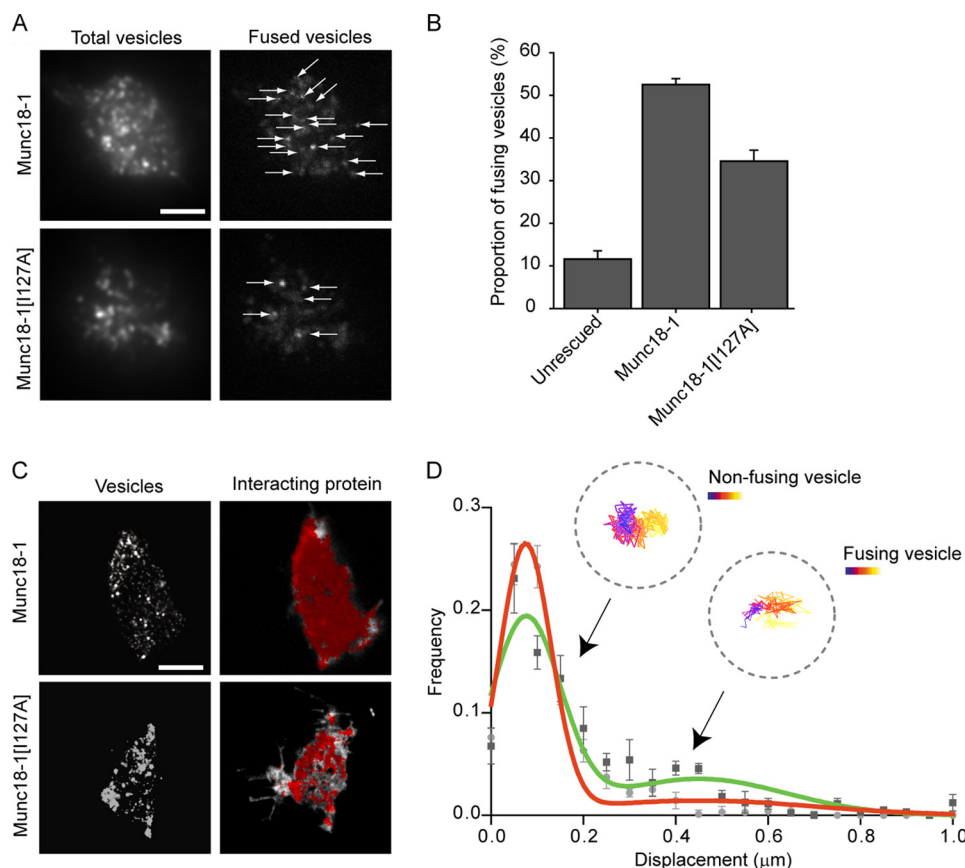 A
Total vesicles
Fused vesicles
Munc18-1
Munc18-1[I127A]
B
Proportion of fusing vesicles (%)
60
50
40
30
20
10
0
Unrescued
Munc18-1
Munc18-1[I127A]
C
Vesicles
Interacting protein
Munc18-1
Munc18-1[I127A]
D
Non-fusing vesicle
Fusing vesicle
Frequency
0.3
0.2
0.1
0.0
0.0
0.2
0.4
0.6
0.8
1.0
Displacement (μm)